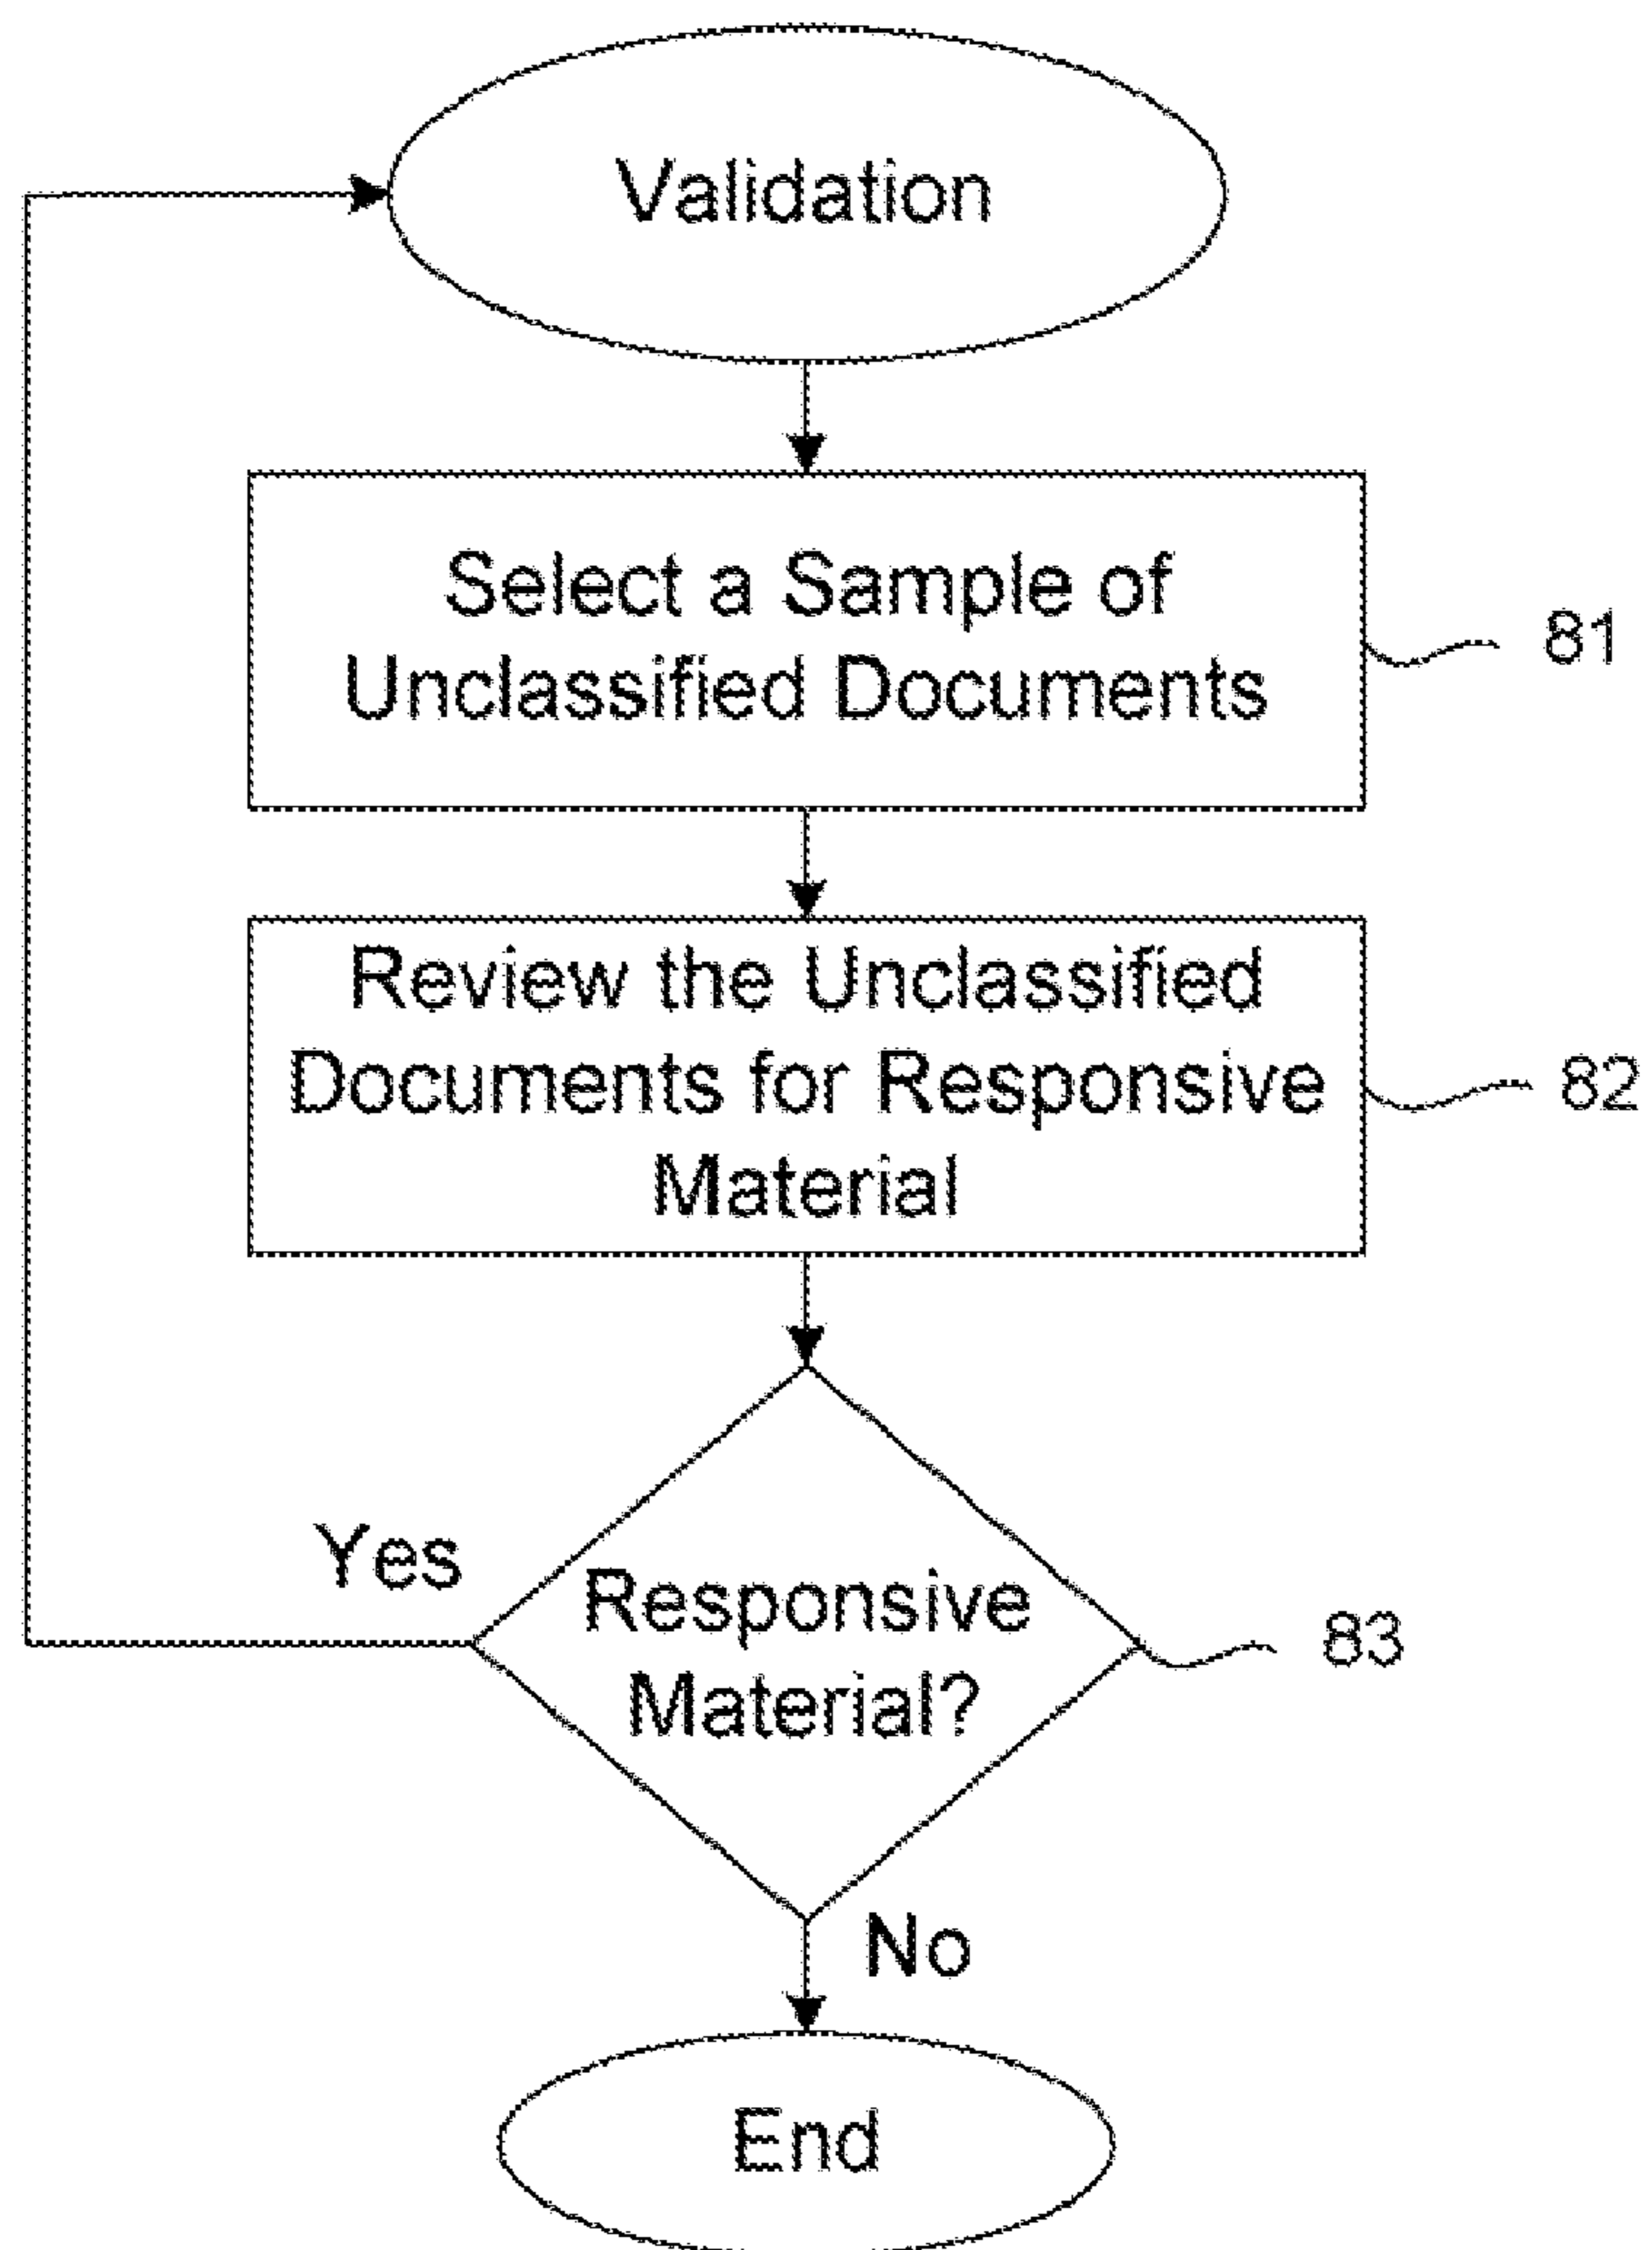 Validation
Select a Sample of
Unclassified Documents
81
Review the Unclassified
Documents for Responsive
Material
82
Yes
Responsive
Material?
83
No
End